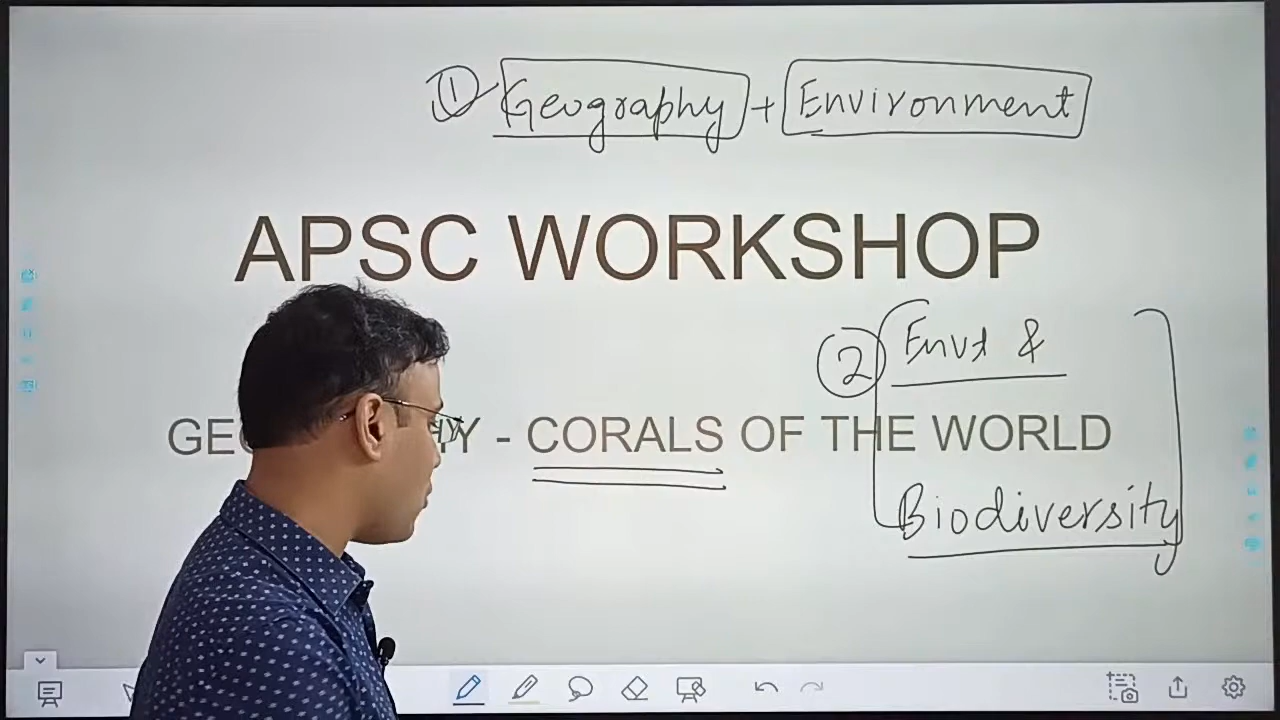 ① Geography + Environment
APSC WORKSHOP
② Envt &
- CORALS OF THE WORLD
Biodiversity